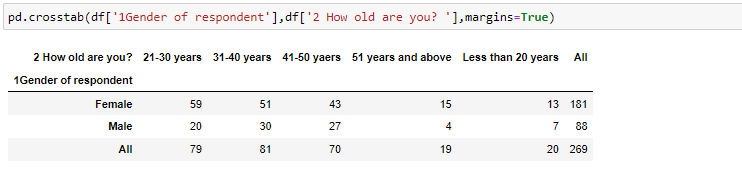 pd.crosstab(df['1Gender of respondent'],df['2 How old are you? '],margins=True)
2 How old are you? 21-30 years 31-40 years 41-50 yaers 51 years and above Less than 20 years All
1Gender of respondent
Female 59 51 43 15 13 181
Male 20 30 27 4 7 88
All 79 81 70 19 20 269